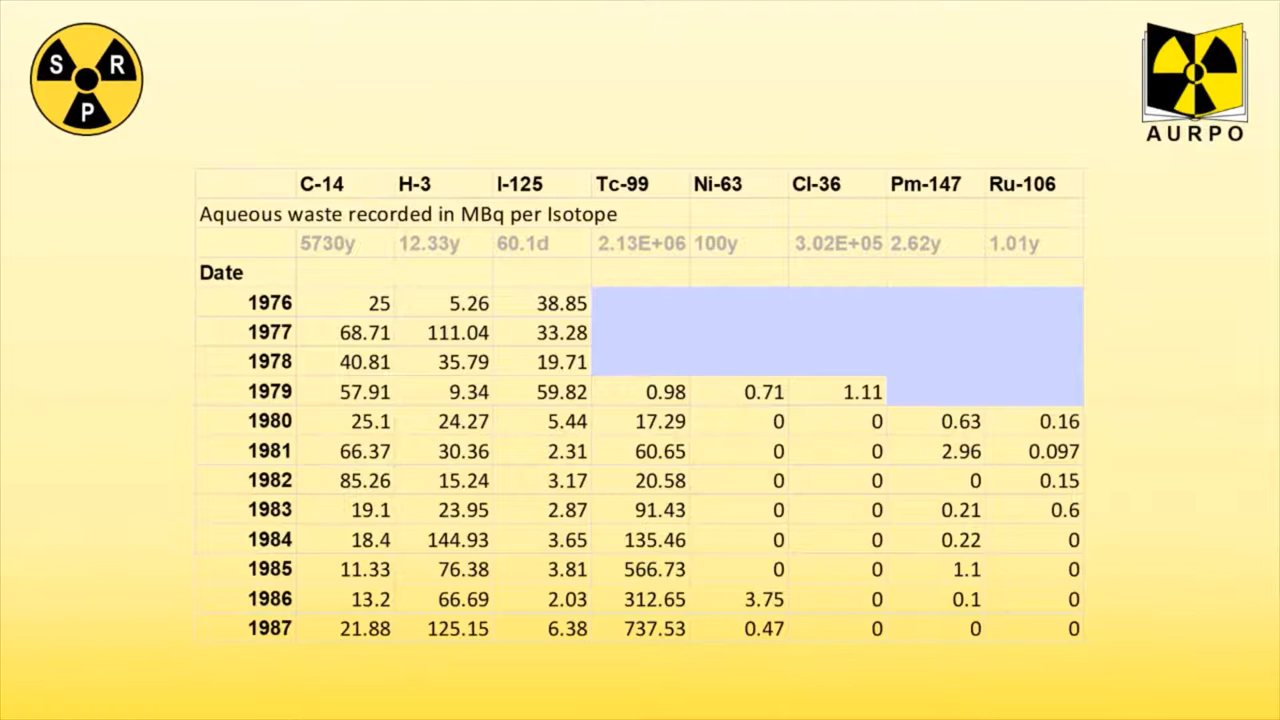 S R
P
AURPO
C-14 H-3 I-125 Tc-99 Ni-63 Cl-36 Pm-147 Ru-106
Aqueous waste recorded in MBq per Isotope
5730y 12.33y 60.1d 2.13E+06 100y 3.02E+05 2.62y 1.01y
Date
1976 25 5.26 38.85
1977 68.71 111.04 33.28
1978 40.81 35.79 19.71
1979 57.91 9.34 59.82 0.98 0.71 1.11
1980 25.1 24.27 5.44 17.29 0 0 0.63 0.16
1981 66.37 30.36 2.31 60.65 0 0 2.96 0.097
1982 85.26 15.24 3.17 20.58 0 0 0 0.15
1983 19.1 23.95 2.87 91.43 0 0 0.21 0.6
1984 18.4 144.93 3.65 135.46 0 0 0.22 0
1985 11.33 76.38 3.81 566.73 0 0 1.1 0
1986 13.2 66.69 2.03 312.65 3.75 0 0.1 0
1987 21.88 125.15 6.38 737.53 0.47 0 0 0